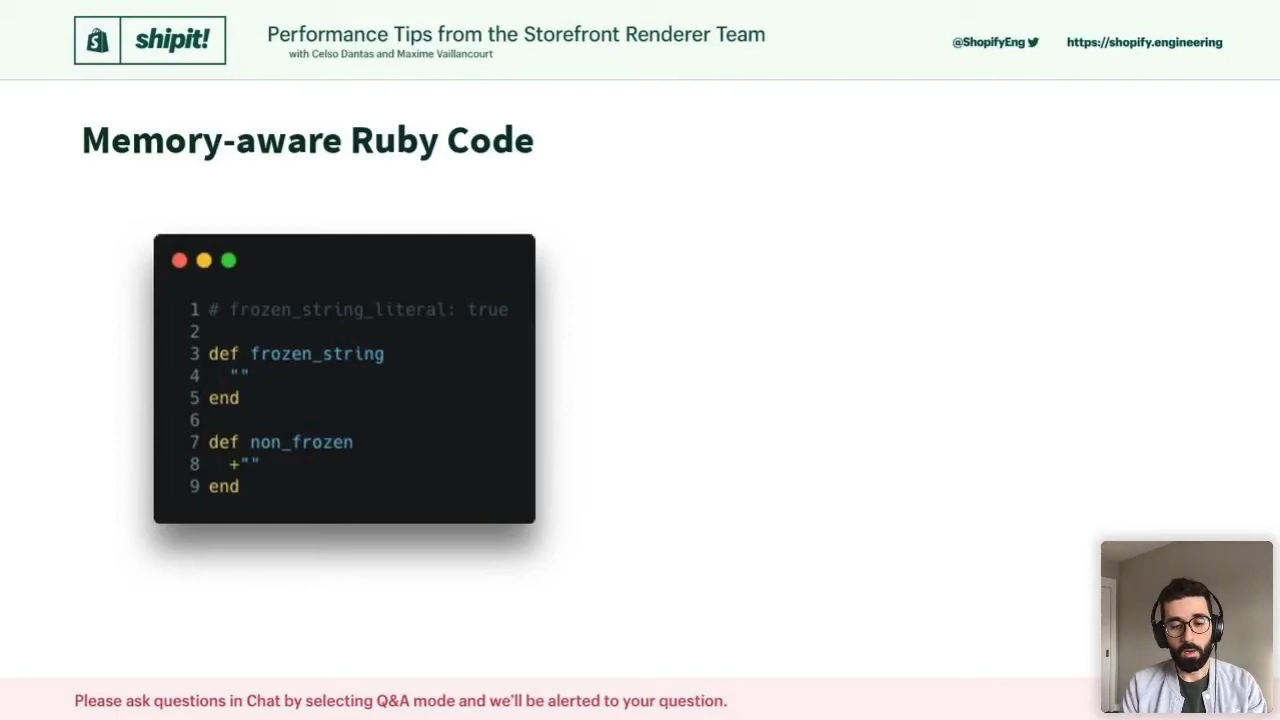 shipit!
Performance Tips from the Storefront Renderer Team
with Celso Dantas and Maxime Vaillancourt
@ShopifyEng
https://shopify.engineering
Memory-aware Ruby Code
1 # frozen_string_literal: true
2
3 def frozen_string
4   ""
5 end
6
7 def non_frozen
8   +""
9 end
Please ask questions in Chat by selecting Q&A mode and we'll be alerted to your question.